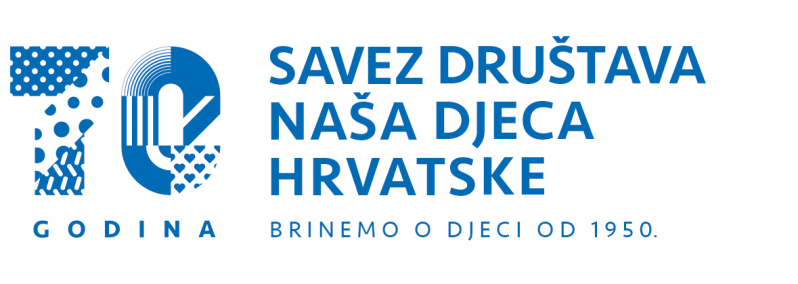 70
GODINA
SAVEZ DRUŠTAVA
NAŠA DJECA
HRVATSKE
BRINEMO O DJECI OD 1950.